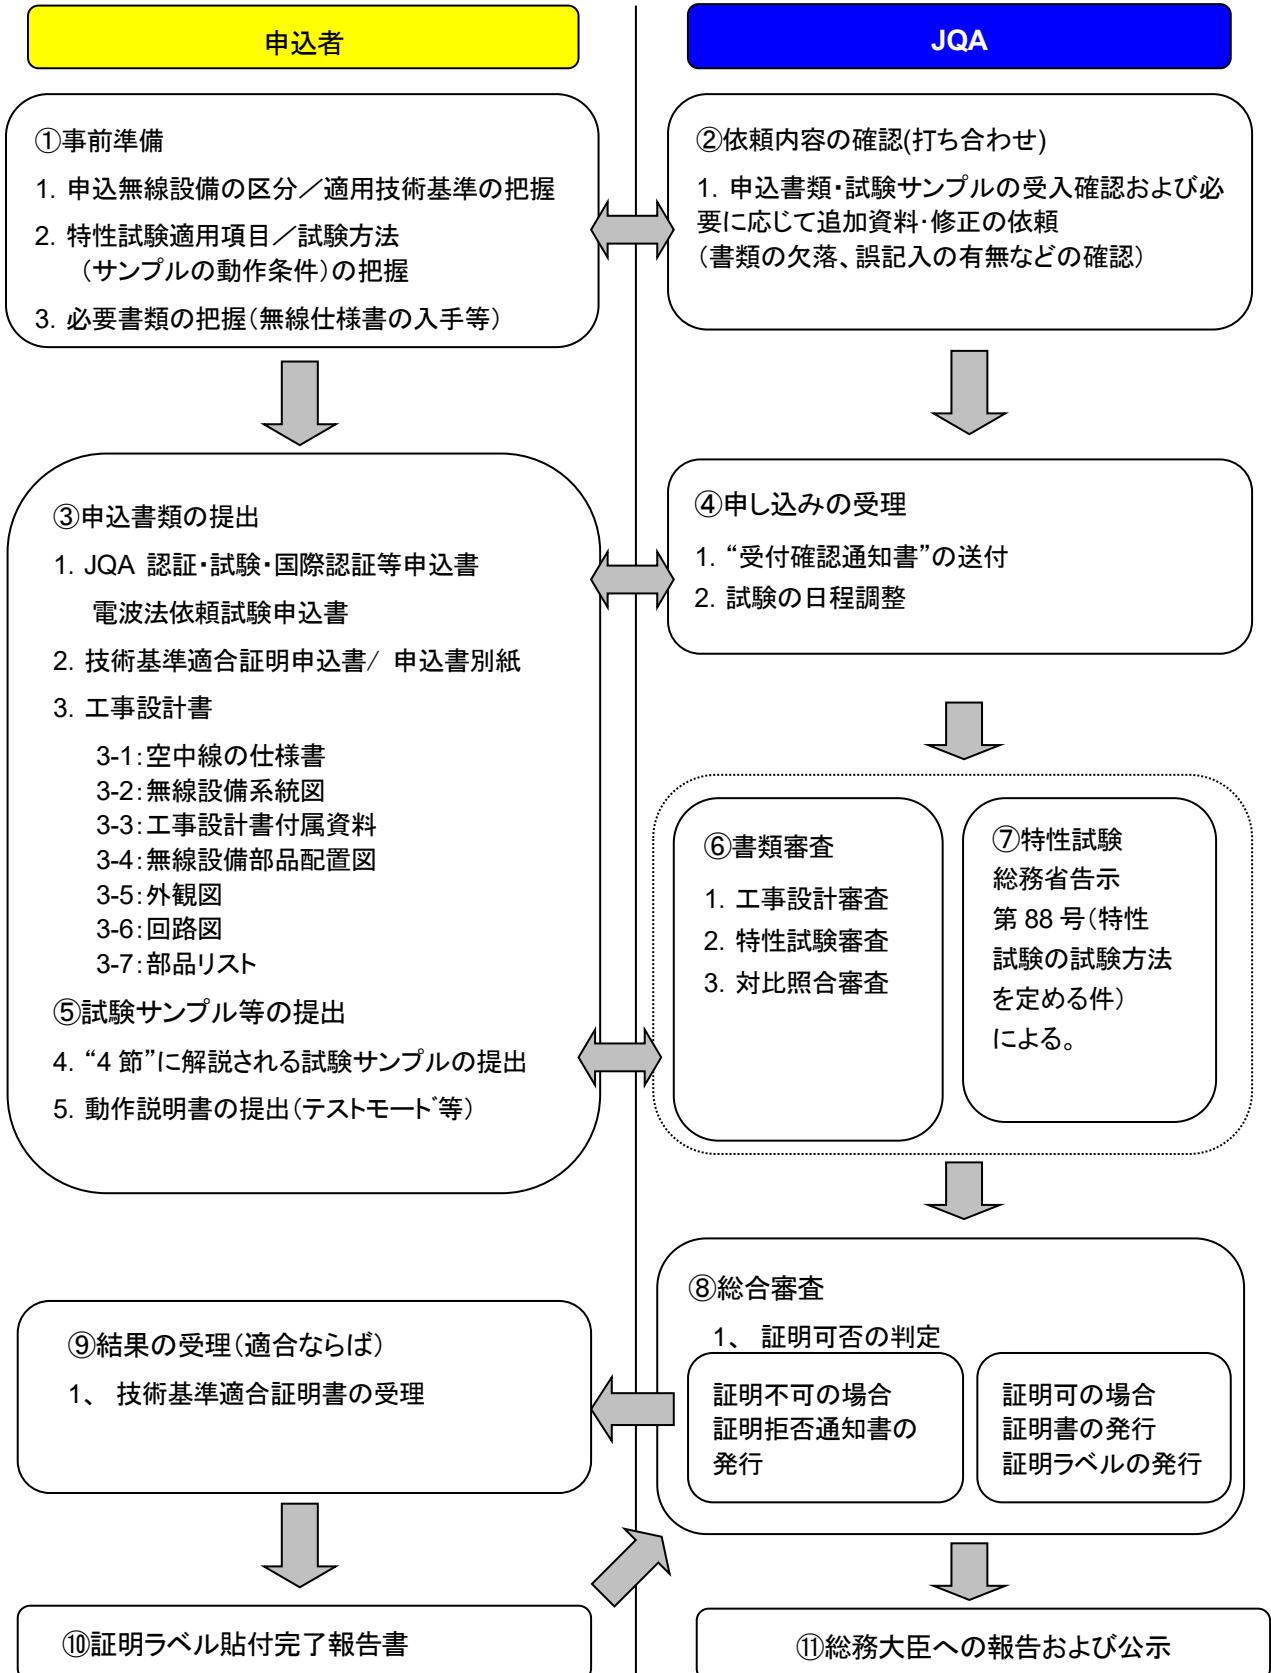 申込者
JQA
①事前準備
1. 申込無線設備の区分／適用技術基準の把握
2. 特性試験適用項目／試験方法
（サンプルの動作条件）の把握
3. 必要書類の把握（無線仕様書の入手等）
②依頼内容の確認(打ち合わせ)
1. 申込書類・試験サンプルの受入確認および必
要に応じて追加資料・修正の依頼
（書類の欠落、誤記入の有無などの確認）
③申込書類の提出
1. JQA 認証・試験・国際認証等申込書
電波法依頼試験申込書
2. 技術基準適合証明申込書/ 申込書別紙
3. 工事設計書
3-1：空中線の仕様書
3-2：無線設備系統図
3-3：工事設計書付属資料
3-4：無線設備部品配置図
3-5：外観図
3-6：回路図
3-7：部品リスト
⑤試験サンプル等の提出
4. “4 節”に解説される試験サンプルの提出
5. 動作説明書の提出（テストモート゛等）
④申し込みの受理
1. “受付確認通知書”の送付
2. 試験の日程調整
⑥書類審査
1. 工事設計審査
2. 特性試験審査
3. 対比照合審査
⑦特性試験
総務省告示
第 88 号（特性
試験の試験方法
を定める件）
による。
⑧総合審査
1、 証明可否の判定
証明不可の場合
証明拒否通知書の
発行
証明可の場合
証明書の発行
証明ラベルの発行
⑨結果の受理（適合ならば）
1、 技術基準適合証明書の受理
⑩証明ラベル貼付完了報告書
⑪総務大臣への報告および公示